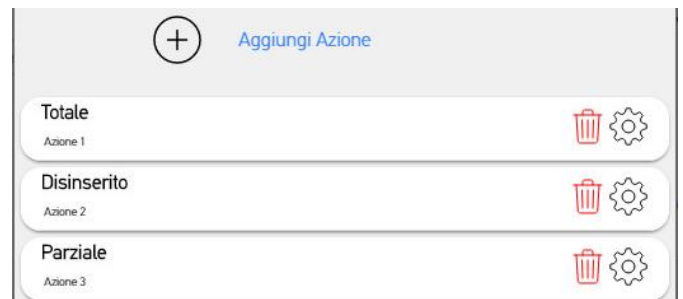 Aggiungi Azione
Totale
Azione 1
Disinserito
Azione 2
Parziale
Azione 3